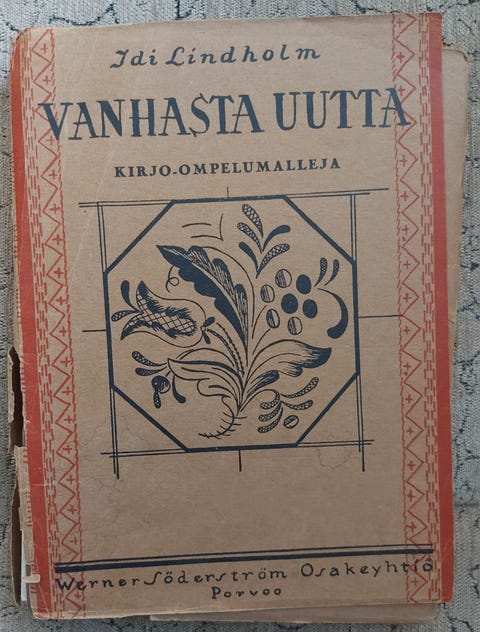 Idi Lindholm
VANHASTA UUTTA
KIRJO-OMPELUMALLEJA
Werner Söderström Osakeyhtiö
Porvoo